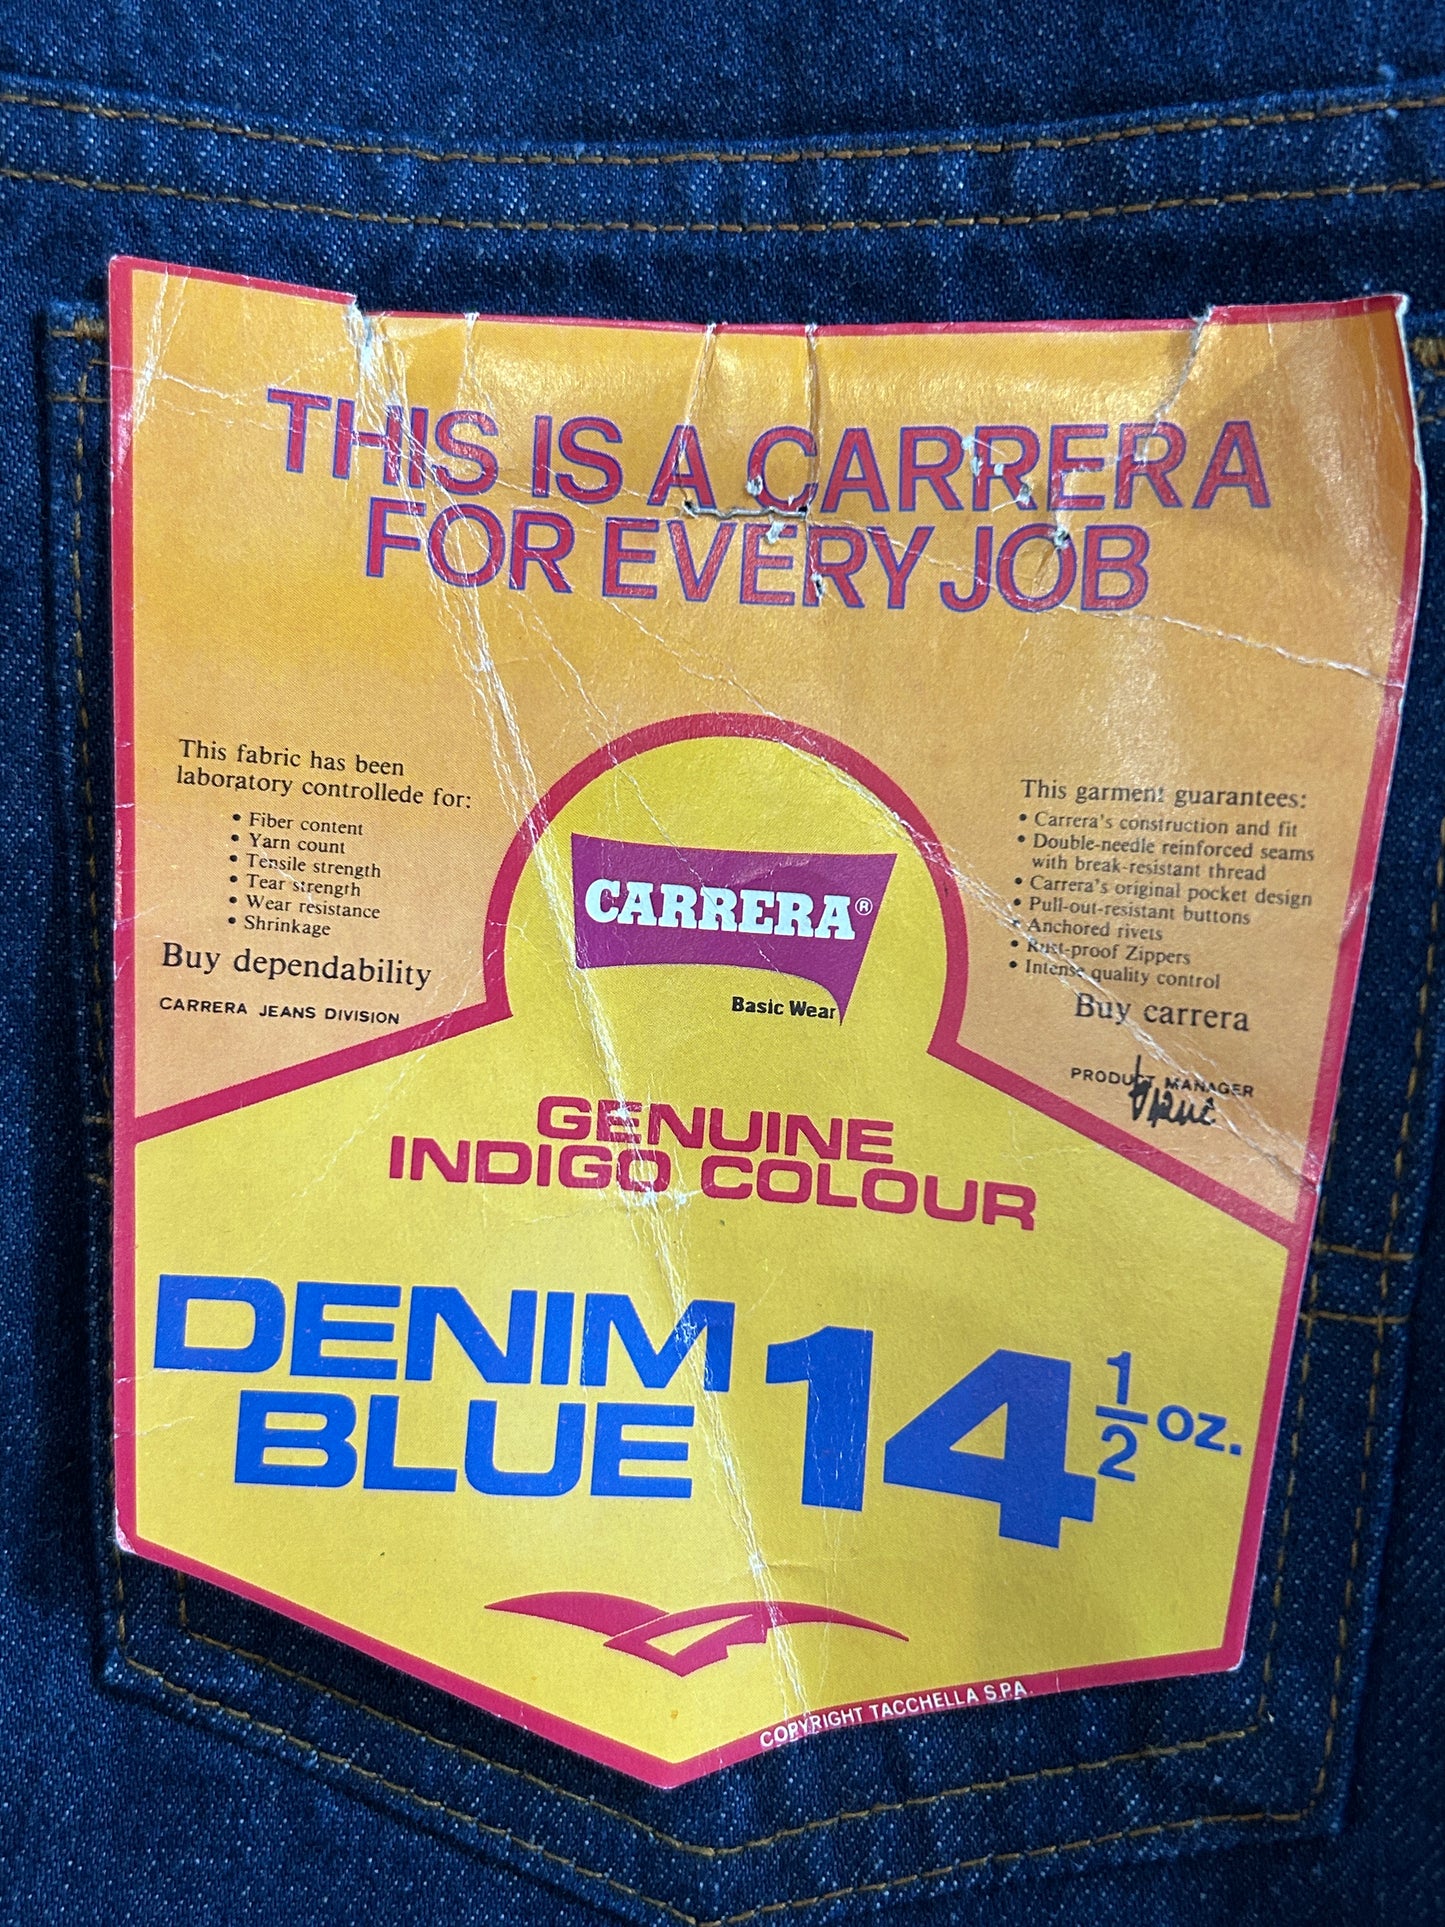 THIS IS A CARRERA
FOR EVERY JOB
This fabric has been
laboratory controllede for:
• Fiber content
• Yarn count
• Tensile strength
• Tear strength
• Wear resistance
• Shrinkage
Buy dependability
CARRERA JEANS DIVISION
This garment guarantees:
• Carrera's construction and fit
• Double-needle reinforced seams
with break-resistant thread
• Carrera's original pocket design
• Pull-out-resistant buttons
• Anchored rivets
• Rust-proof Zippers
• Intense quality control
Buy carrera
PRODUCT MANAGER
CARRERA®
Basic Wear
GENUINE
INDIGO COLOUR
DENIM
BLUE 14 1/2 oz.
COPYRIGHT TACCHELLA S.P.A.